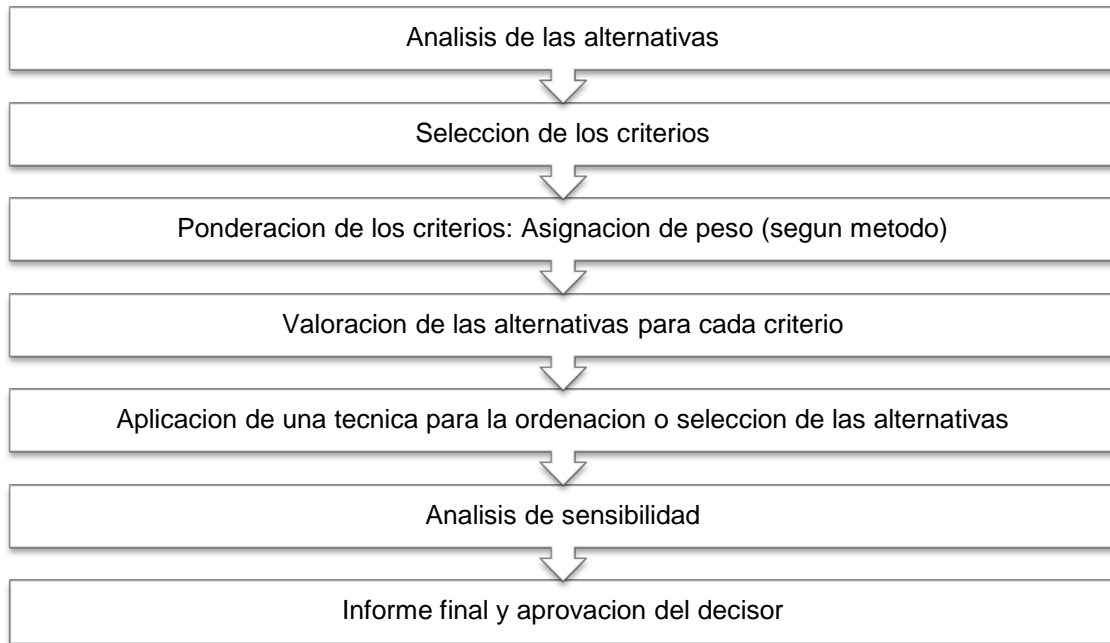 Analisis de las alternativas
Seleccion de los criterios
Ponderacion de los criterios: Asignacion de peso (segun metodo)
Valoracion de las alternativas para cada criterio
Aplicacion de una tecnica para la ordenacion o seleccion de las alternativas
Analisis de sensibilidad
Informe final y aprovacion del decisor